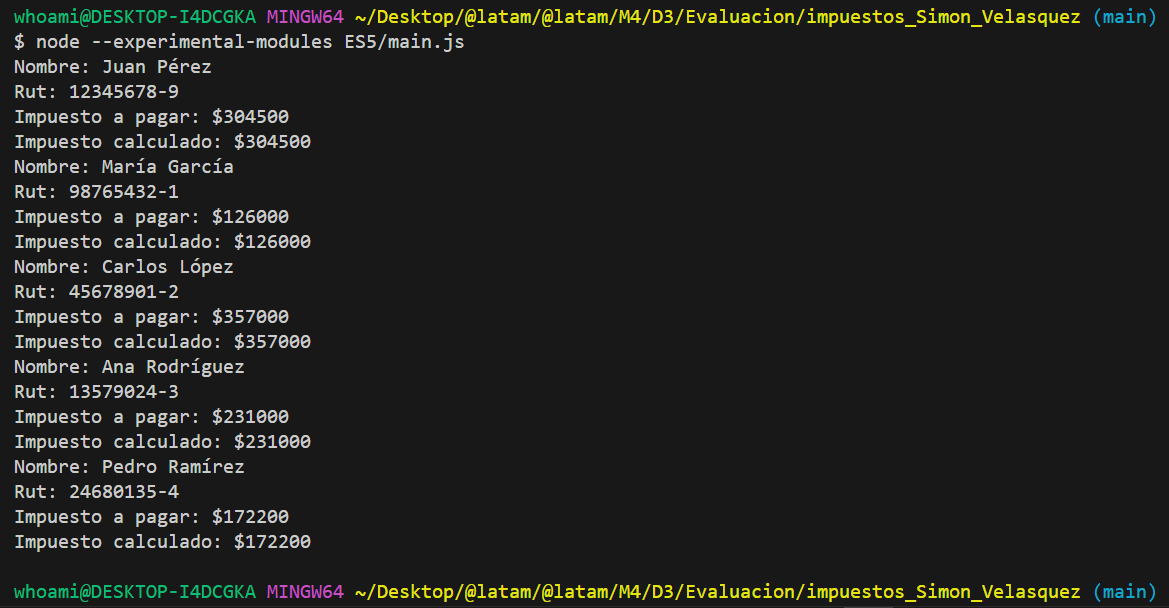 whoami@DESKTOP-I4DCGKA MINGW64 ~/Desktop/@latam/@latam/M4/D3/Evaluacion/impuestos_Simon_Velasquez (main)
$ node --experimental-modules ES5/main.js
Nombre: Juan Pérez
Rut: 12345678-9
Impuesto a pagar: $304500
Impuesto calculado: $304500
Nombre: María García
Rut: 98765432-1
Impuesto a pagar: $126000
Impuesto calculado: $126000
Nombre: Carlos López
Rut: 45678901-2
Impuesto a pagar: $357000
Impuesto calculado: $357000
Nombre: Ana Rodríguez
Rut: 13579024-3
Impuesto a pagar: $231000
Impuesto calculado: $231000
Nombre: Pedro Ramírez
Rut: 24680135-4
Impuesto a pagar: $172200
Impuesto calculado: $172200
whoami@DESKTOP-I4DCGKA MINGW64 ~/Desktop/@latam/@latam/M4/D3/Evaluacion/impuestos_Simon_Velasquez (main)